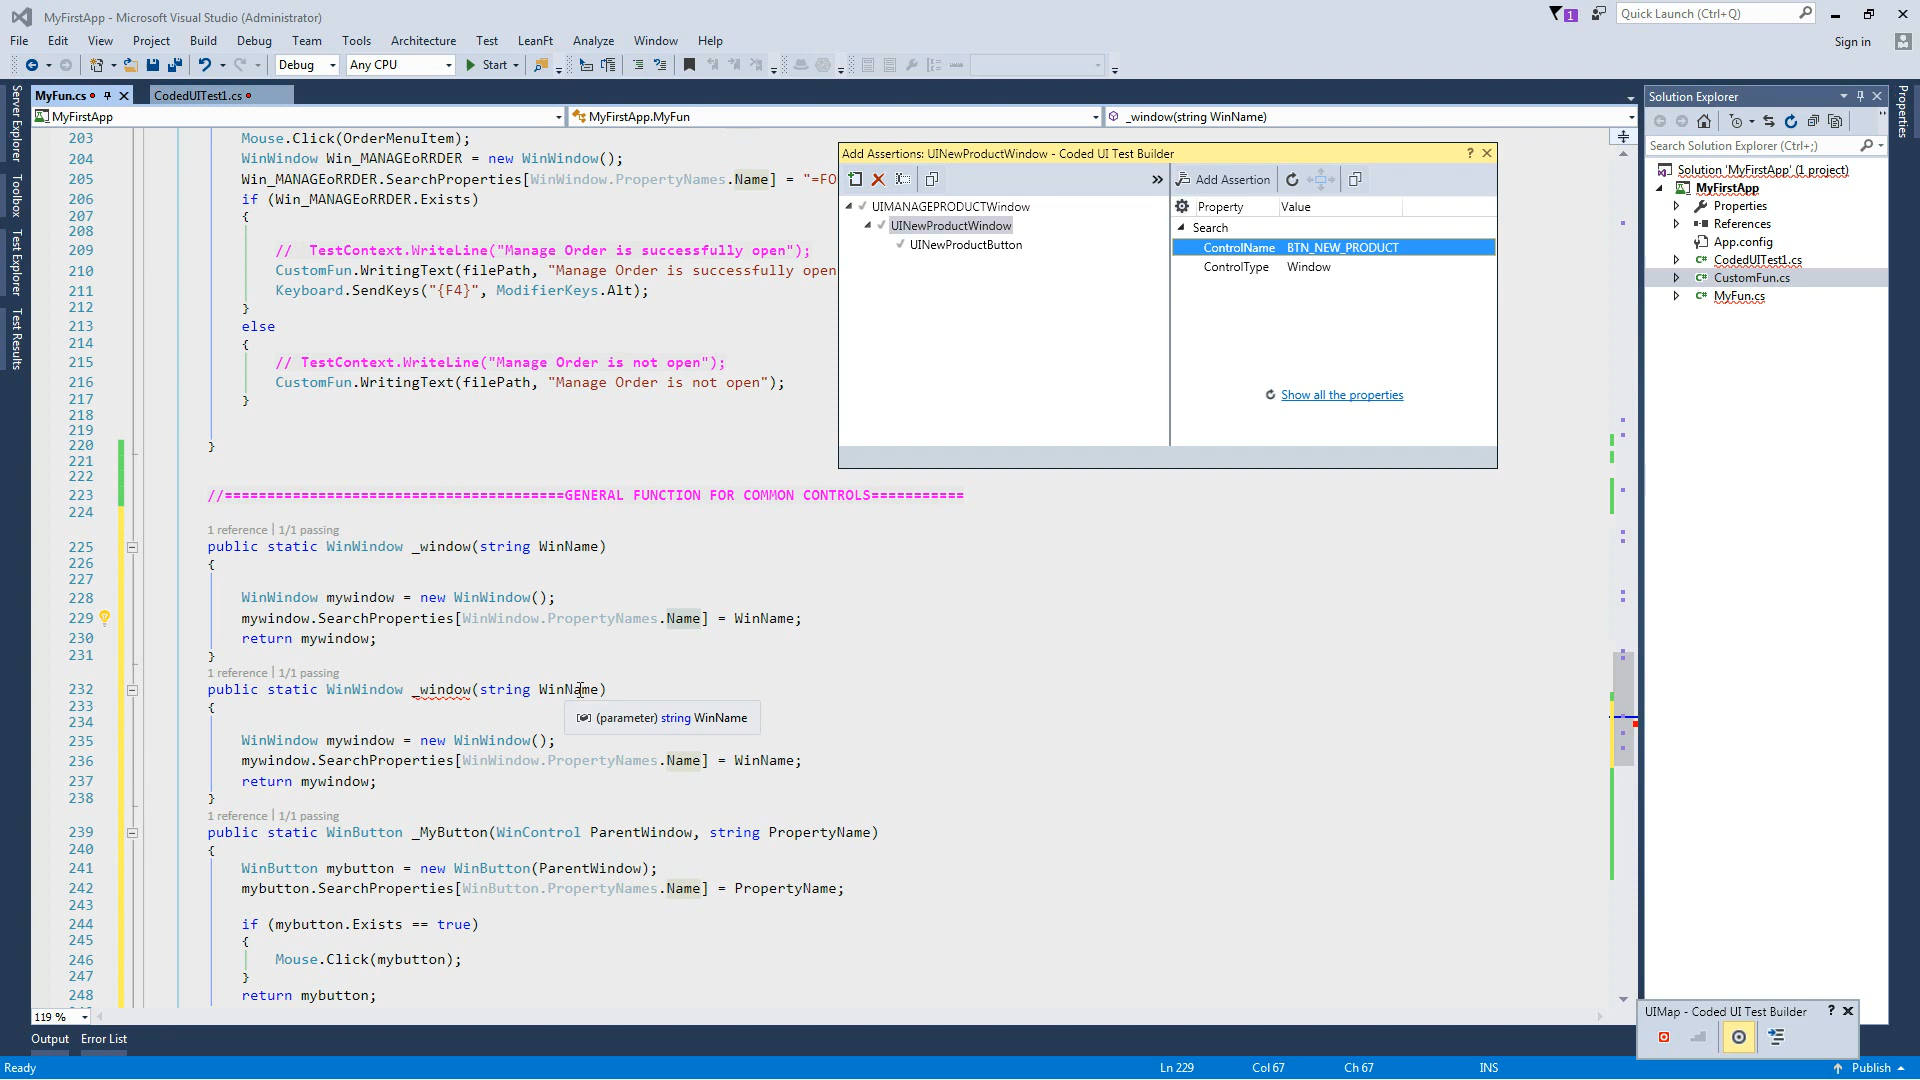 MyFirstApp - Microsoft Visual Studio (Administrator)
1
Quick Launch (Ctrl+Q)
File Edit View Project Build Debug Team Tools Architecture Test LeanFt Analyze Window Help
Sign in
Debug Any CPU Start
MyFun.cs CodedUITest1.cs
MyFirstApp MyFirstApp.MyFun _window(string WinName)
Server Explorer
Toolbox
Test Explorer
Test Results
203 Mouse.Click(OrderMenuItem);
204 WinWindow Win_MANAGEoRRDER = new WinWindow();
205 Win_MANAGEoRRDER.SearchProperties[WinWindow.PropertyNames.Name] = "=FO
206 if (Win_MANAGEoRRDER.Exists)
207 {
208
209 // TestContext.WriteLine("Manage Order is successfully open");
210 CustomFun.WritingText(filePath, "Manage Order is successfully open
211 Keyboard.SendKeys("{F4}", ModifierKeys.Alt);
212 }
213 else
214 {
215 // TestContext.WriteLine("Manage Order is not open");
216 CustomFun.WritingText(filePath, "Manage Order is not open");
217 }
218
219
220 }
221
222
223 //========================================GENERAL FUNCTION FOR COMMON CONTROLS===========
224
1 reference | 1/1 passing
225 public static WinWindow _window(string WinName)
226 {
227
228 WinWindow mywindow = new WinWindow();
229 mywindow.SearchProperties[WinWindow.PropertyNames.Name] = WinName;
230 return mywindow;
231 }
1 reference | 1/1 passing
232 public static WinWindow _window(string WinName)
233 {
(parameter) string WinName
234
235 WinWindow mywindow = new WinWindow();
236 mywindow.SearchProperties[WinWindow.PropertyNames.Name] = WinName;
237 return mywindow;
238 }
1 reference | 1/1 passing
239 public static WinButton _MyButton(WinControl ParentWindow, string PropertyName)
240 {
241 WinButton mybutton = new WinButton(ParentWindow);
242 mybutton.SearchProperties[WinButton.PropertyNames.Name] = PropertyName;
243
244 if (mybutton.Exists == true)
245 {
246 Mouse.Click(mybutton);
247 }
248 return mybutton;
119 %
Add Assertions: UINewProductWindow - Coded UI Test Builder
Add Assertion
UIMANAGEPRODUCTWindow
UINewProductWindow
UINewProductButton
Property Value
Search
ControlName BTN_NEW_PRODUCT
ControlType Window
Show all the properties
Solution Explorer
Search Solution Explorer (Ctrl+;)
Solution 'MyFirstApp' (1 project)
MyFirstApp
Properties
References
App.config
CodedUITest1.cs
CustomFun.cs
MyFun.cs
Properties
UIMap - Coded UI Test Builder
Output Error List
Ready Ln 229 Col 67 Ch 67 INS Publish